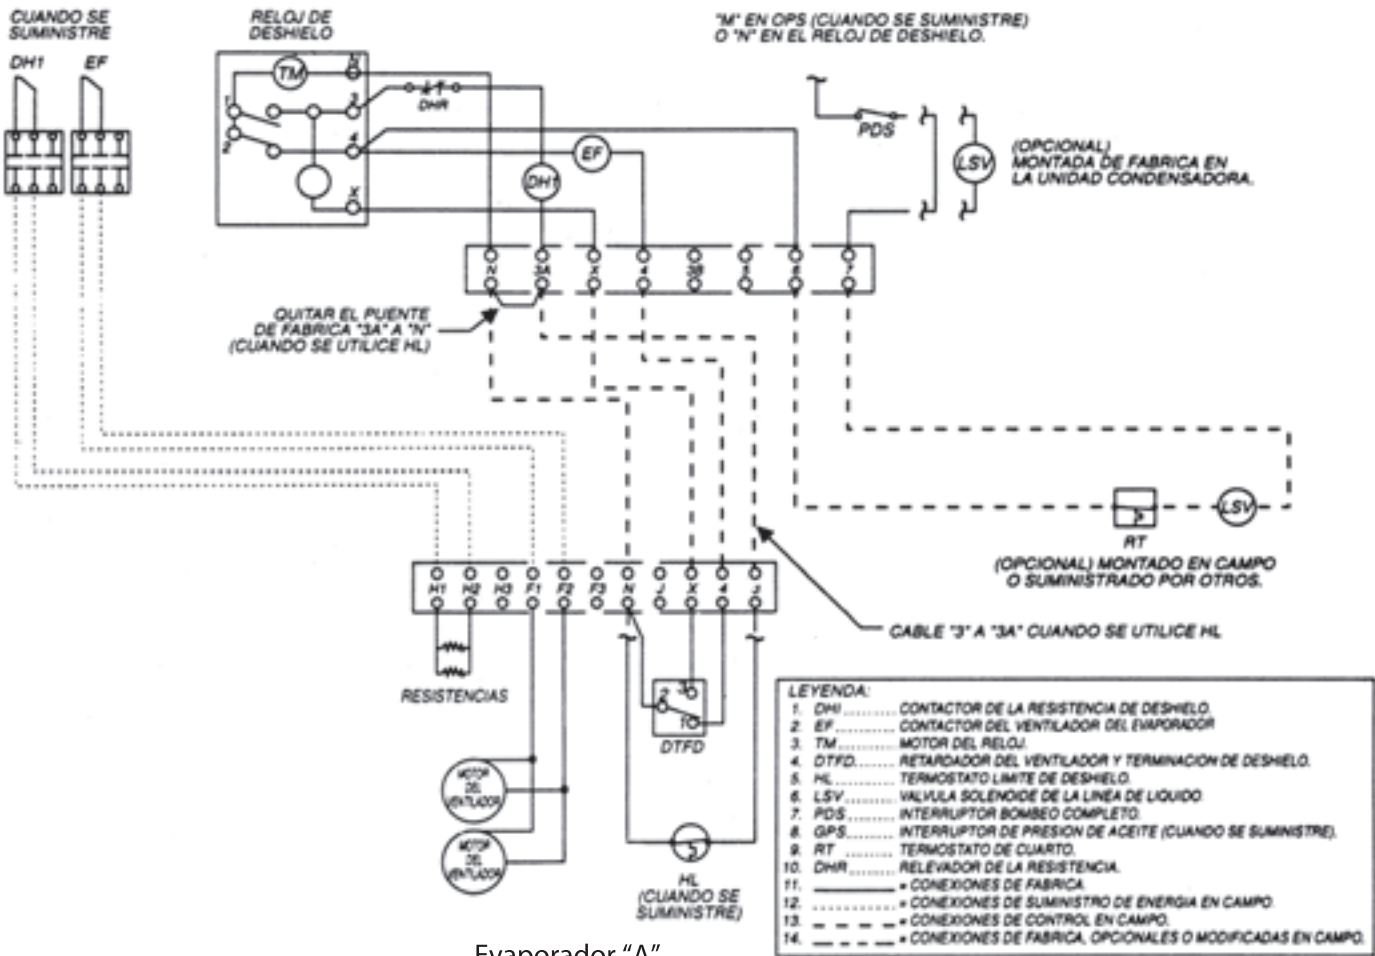 CUANDO SE
SUMINISTRE
DH1 EF
RELOJ DE
DESHIELO
TM
N
1
3
DHR
2
4
X
EF
DH1
"M" EN OPS (CUANDO SE SUMINISTRE)
O "N" EN EL RELOJ DE DESHIELO.
PDS
LSV
(OPCIONAL)
MONTADA DE FABRICA EN
LA UNIDAD CONDENSADORA.
N 3A X 4 3B 5 6 7
QUITAR EL PUENTE
DE FABRICA "3A" A "N"
(CUANDO SE UTILICE HL)
RT
LSV
(OPCIONAL) MONTADO EN CAMPO
O SUMINISTRADO POR OTROS.
H1 H2 H3 F1 F2 F3 N J X 4 J
CABLE "3" A "3A" CUANDO SE UTILICE HL
RESISTENCIAS
2 3
1
DTFD
MOTOR
DEL
VENTILADOR
MOTOR
DEL
VENTILADOR
HL
(CUANDO SE
SUMINISTRE)
LEYENDA:
1. DHI .......... CONTACTOR DE LA RESISTENCIA DE DESHIELO.
2. EF ............ CONTACTOR DEL VENTILADOR DEL EVAPORADOR
3. TM ........... MOTOR DEL RELOJ.
4. DTFD ....... RETARDADOR DEL VENTILADOR Y TERMINACION DE DESHIELO.
5. HL ............ TERMOSTATO LIMITE DE DESHIELO.
6. LSV .......... VALVULA SOLENOIDE DE LA LINEA DE LIQUIDO
7. PDS ......... INTERRUPTOR BOMBEO COMPLETO.
8. GPS ......... INTERRUPTOR DE PRESION DE ACEITE (CUANDO SE SUMINISTRE).
9. RT ......... TERMOSTATO DE CUARTO.
10. DHR ........ RELEVADOR DE LA RESISTENCIA.
11. = CONEXIONES DE FABRICA
12. = CONEXIONES DE SUMINISTRO DE ENERGIA EN CAMPO.
13. = CONEXIONES DE CONTROL EN CAMPO.
14. = CONEXIONES DE FABRICA, OPCIONALES O MODIFICADAS EN CAMPO.
Evaporador "A"